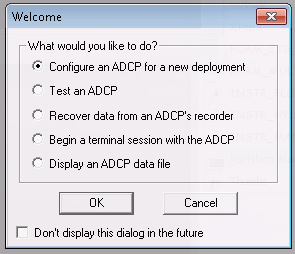 Welcome
What would you like to do?
Configure an ADCP for a new deployment
Test an ADCP
Recover data from an ADCP's recorder
Begin a terminal session with the ADCP
Display an ADCP data file
OK
Cancel
Don't display this dialog in the future